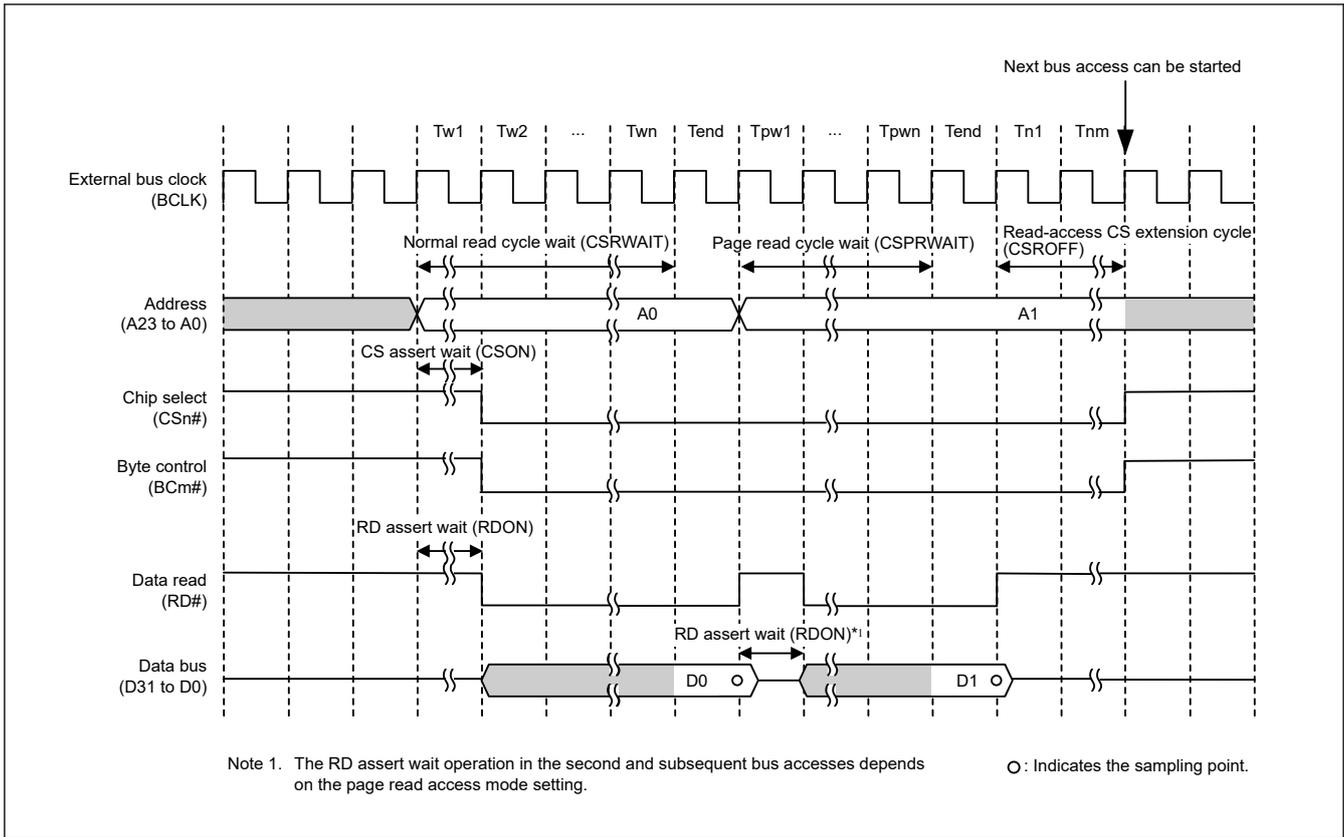 Next bus access can be started
Tw1 Tw2 ... Twn Tend Tpw1 ... Tpwn Tend Tn1 Tnm
External bus clock
(BCLK)
Normal read cycle wait (CSRWAIT)
Page read cycle wait (CSPRWAIT)
Read-access CS extension cycle
(CSROFF)
Address
(A23 to A0)
A0
A1
CS assert wait (CSON)
Chip select
(CSn#)
Byte control
(BCm#)
RD assert wait (RDON)
Data read
(RD#)
RD assert wait (RDON)*1
Data bus
(D31 to D0)
D0
D1
Note 1. The RD assert wait operation in the second and subsequent bus accesses depends
on the page read access mode setting.
: Indicates the sampling point.